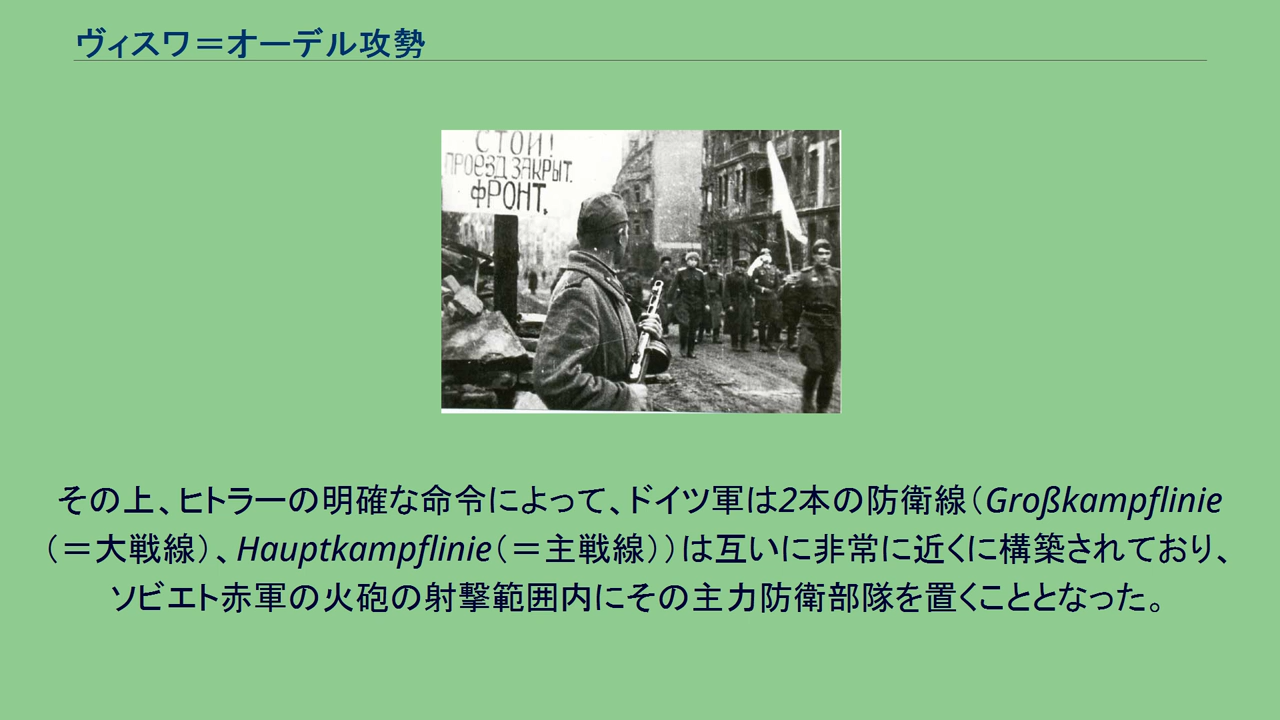 ヴィスワ＝オーデル攻勢
СТОЙ!
ПРОЕЗД ЗАКРЫТ.
ФРОНТ.
その上、ヒトラーの明確な命令によって、ドイツ軍は2本の防衛線（Großkampflinie
（＝大戦線）、Hauptkampflinie（＝主戦線））は互いに非常に近くに構築されており、
ソビエト赤軍の火砲の射撃範囲内にその主力防衛部隊を置くこととなった。